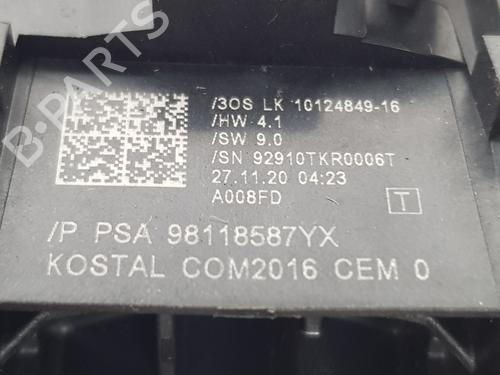 B-PARTS
/3OS LK 10124849-16
/HW 4.1
/SW 9.0
/SN 92910TKR0006T
27.11.20 04:23
A008FD
T
/P PSA 98118587YX
KOSTAL COM2016 CEM 0